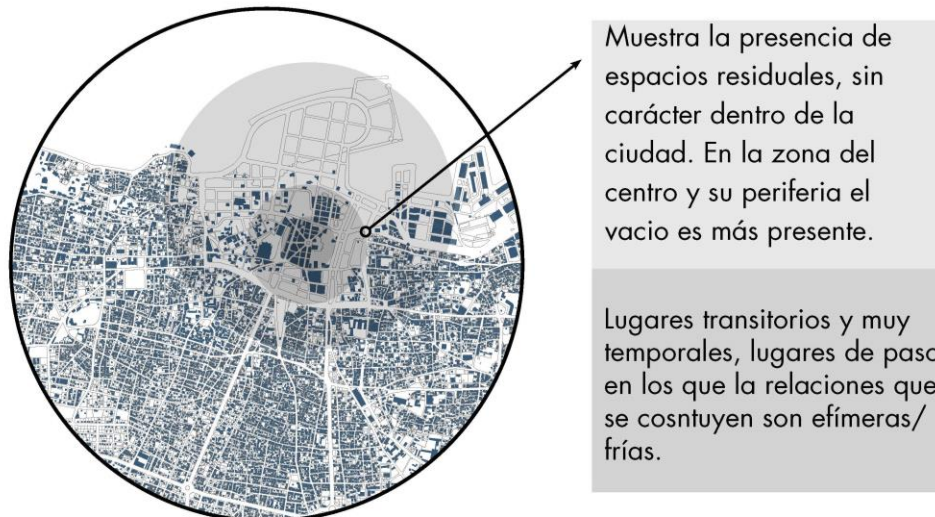 Muestra la presencia de
espacios residuales, sin
carácter dentro de la
ciudad. En la zona del
centro y su periferia el
vacio es más presente.
Lugares transitorios y muy
temporales, lugares de paso
en los que la relaciones que
se cosntuyen son efímeras/
frías.